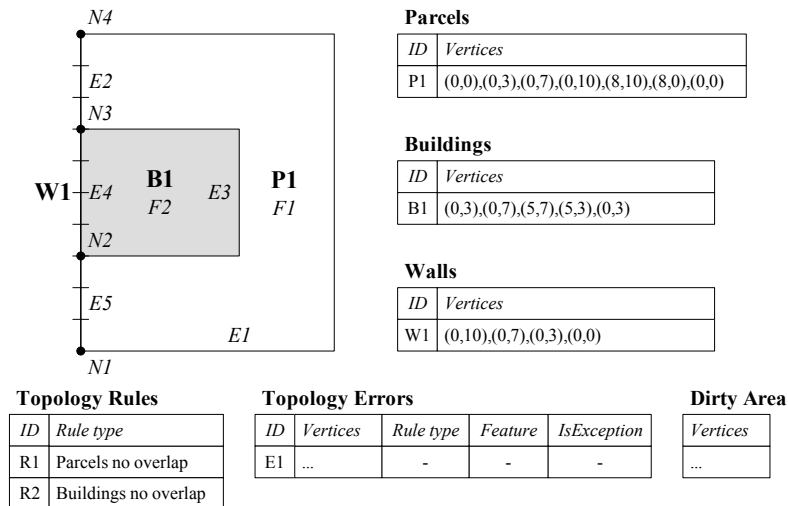 N4
E2
N3
W1
E4
B1
F2
E3
P1
F1
N2
E5
E1
N1
Parcels
ID Vertices
P1 (0,0),(0,3),(0,7),(0,10),(8,10),(8,0),(0,0)
Buildings
ID Vertices
B1 (0,3),(0,7),(5,7),(5,3),(0,3)
Walls
ID Vertices
W1 (0,10),(0,7),(0,3),(0,0)
Topology Rules
ID Rule type
R1 Parcels no overlap
R2 Buildings no overlap
Topology Errors
ID Vertices Rule type Feature IsException
E1 ... - - -
Dirty Area
Vertices
...